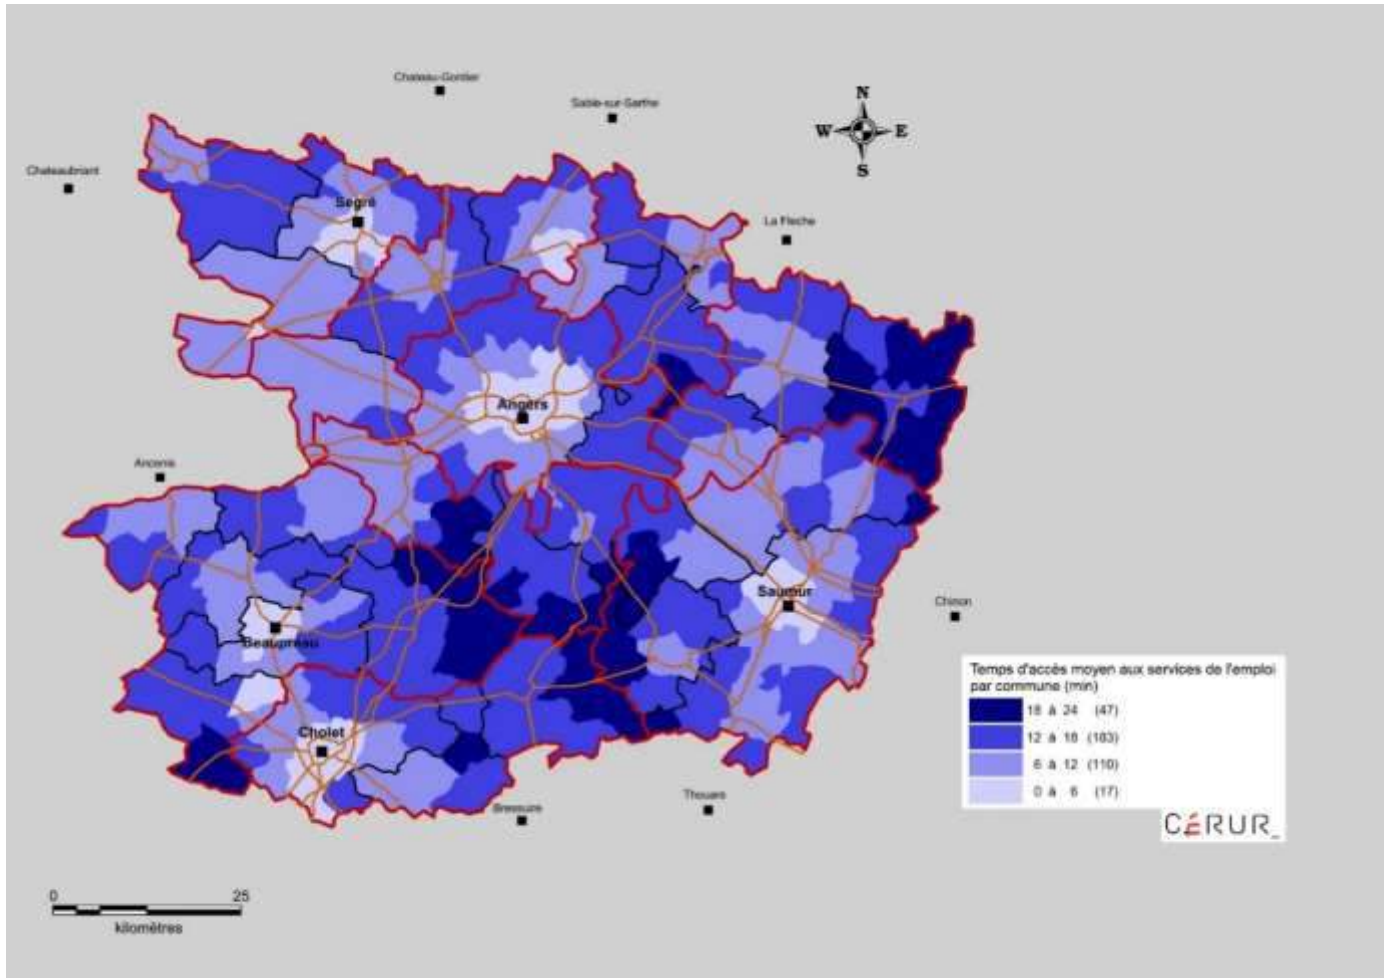 Chateau-Gontier
Sable-sur-Sarthe
N
W E
S
Chateaubriant
Segré
La Fleche
Angers
Ancenis
Saumur
Chinon
Beaupreau
Cholet
Temps d'accès moyen aux services de l'emploi
par commune (min)
18 à 24 (47)
12 à 18 (183)
6 à 12 (110)
0 à 6 (17)
Thouars
Bressuire
CÉRUR_
0 25
kilomètres